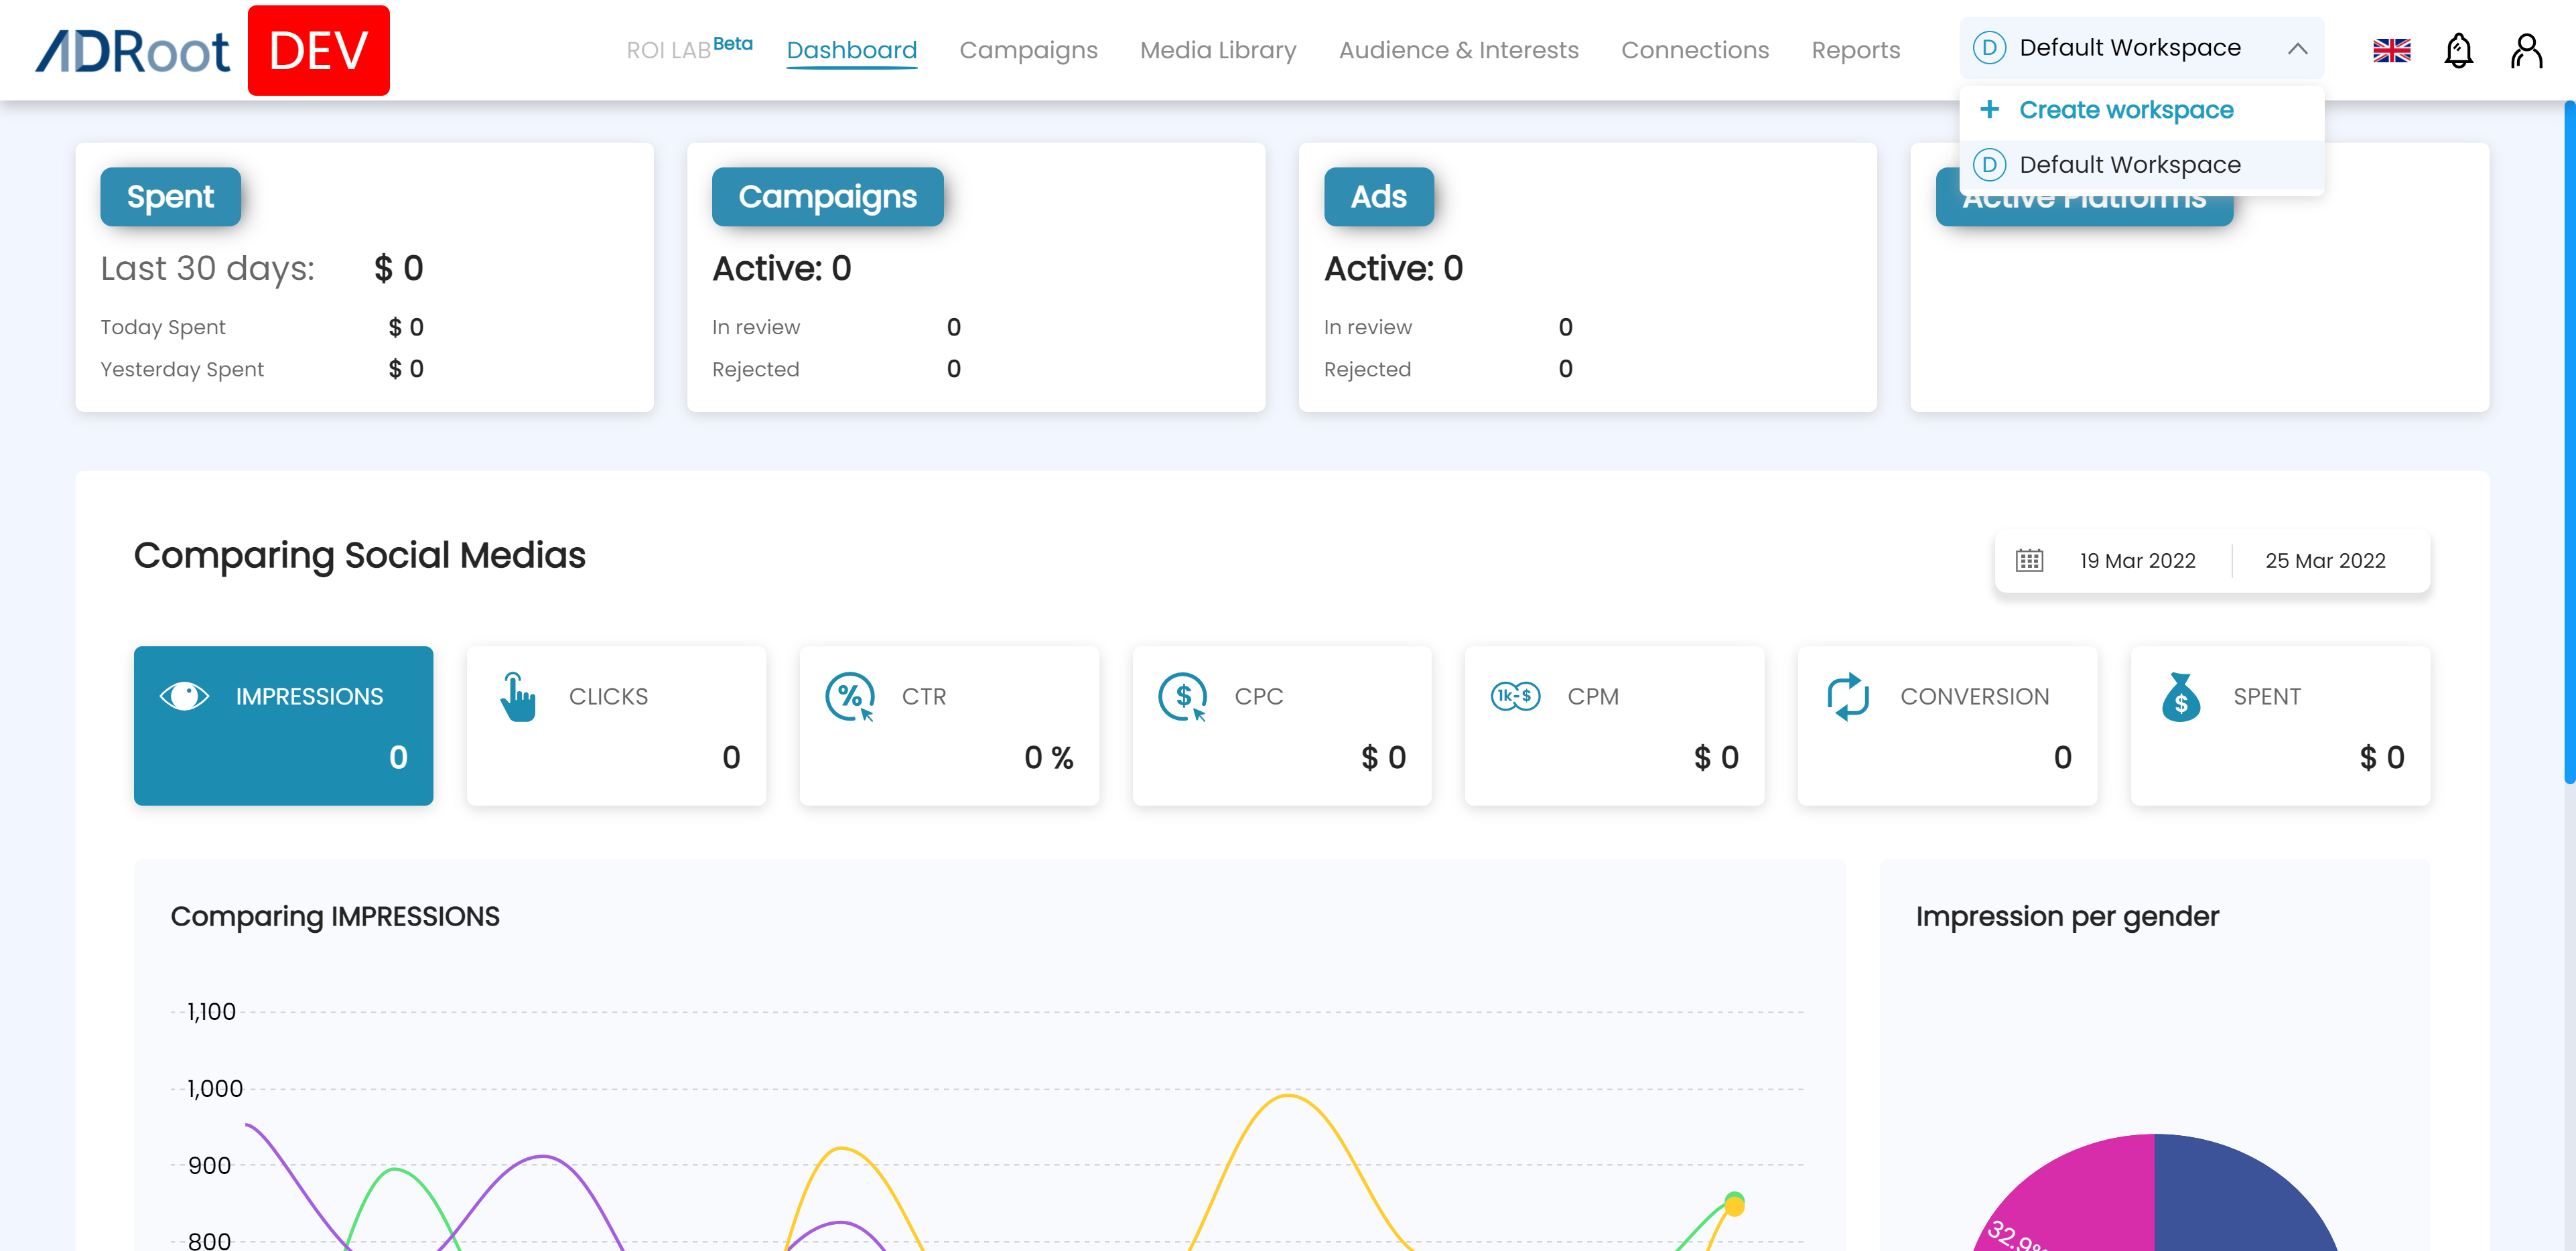 ADRoot DEV ROI LAB Beta Dashboard Campaigns Media Library Audience & Interests Connections Reports D Default Workspace
+ Create workspace
D Default Workspace
Spent
Last 30 days: $ 0
Today Spent $ 0
Yesterday Spent $ 0
Campaigns
Active: 0
In review 0
Rejected 0
Ads
Active: 0
In review 0
Rejected 0
Active Platforms
Comparing Social Medias
19 Mar 2022 25 Mar 2022
IMPRESSIONS
0
CLICKS
0
% CTR
0 %
$ CPC
$ 0
1k-$ CPM
$ 0
CONVERSION
0
$ SPENT
$ 0
Comparing IMPRESSIONS
1,100
1,000
900
800
Impression per gender
32.9%